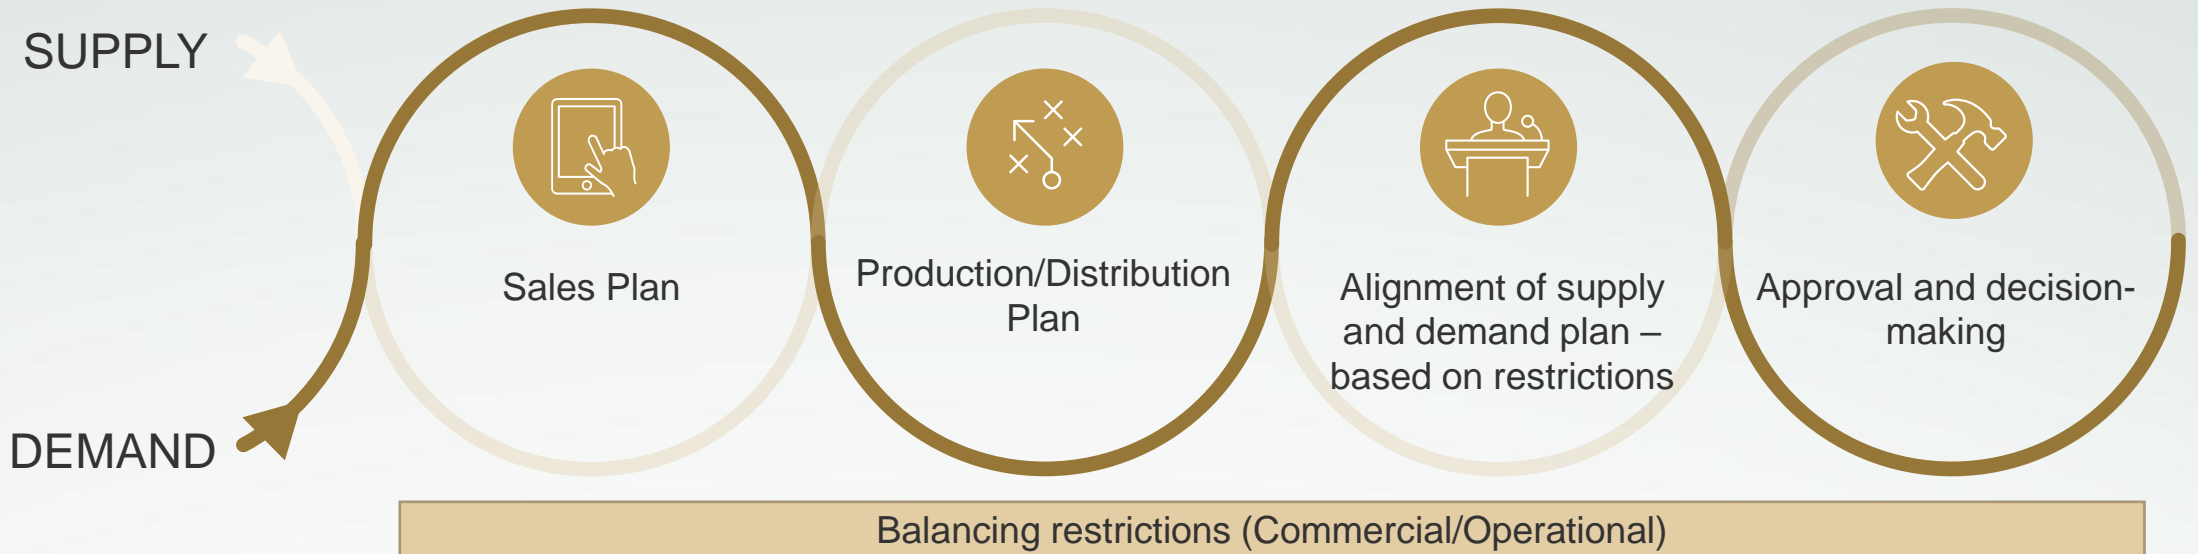 SUPPLY
DEMAND
Sales Plan
Production/Distribution
Plan
Alignment of supply
and demand plan –
based on restrictions
Approval and decision-
making
Balancing restrictions (Commercial/Operational)